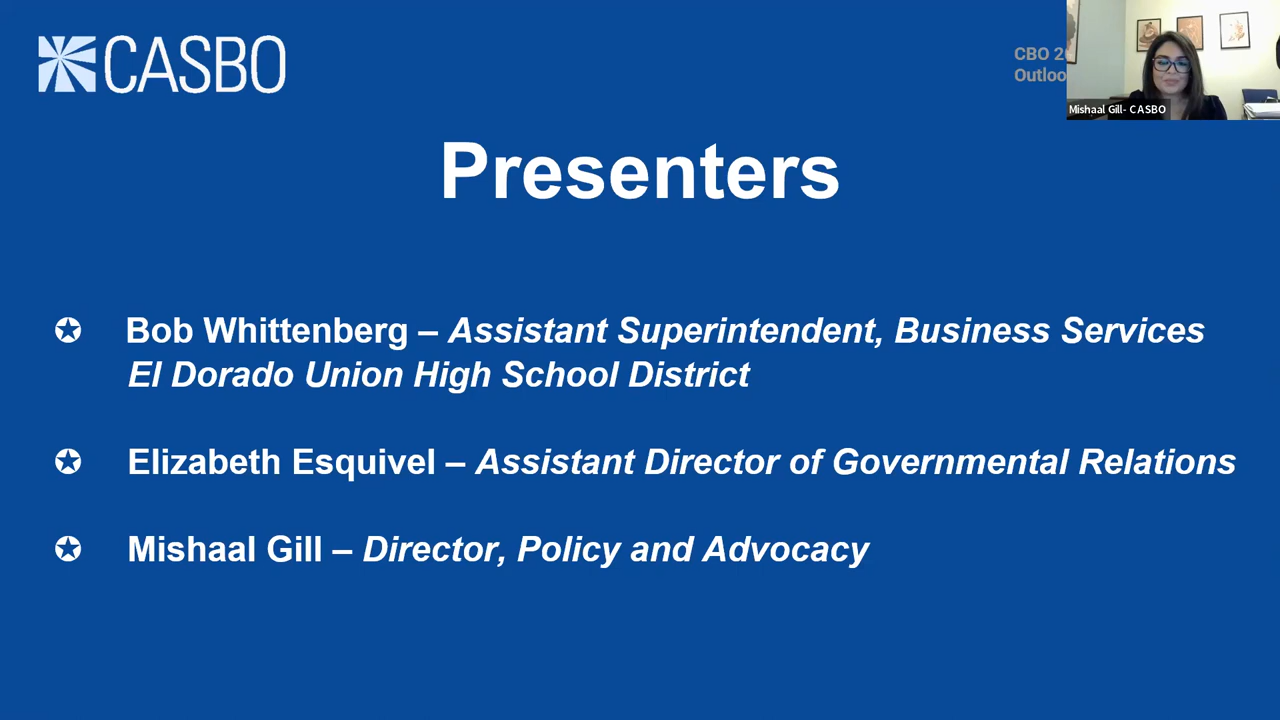 CASBO
CBO
Outloo
Mishaal Gill- CASBO
Presenters
✪ Bob Whittenberg – Assistant Superintendent, Business Services
El Dorado Union High School District
✪ Elizabeth Esquivel – Assistant Director of Governmental Relations
✪ Mishaal Gill – Director, Policy and Advocacy